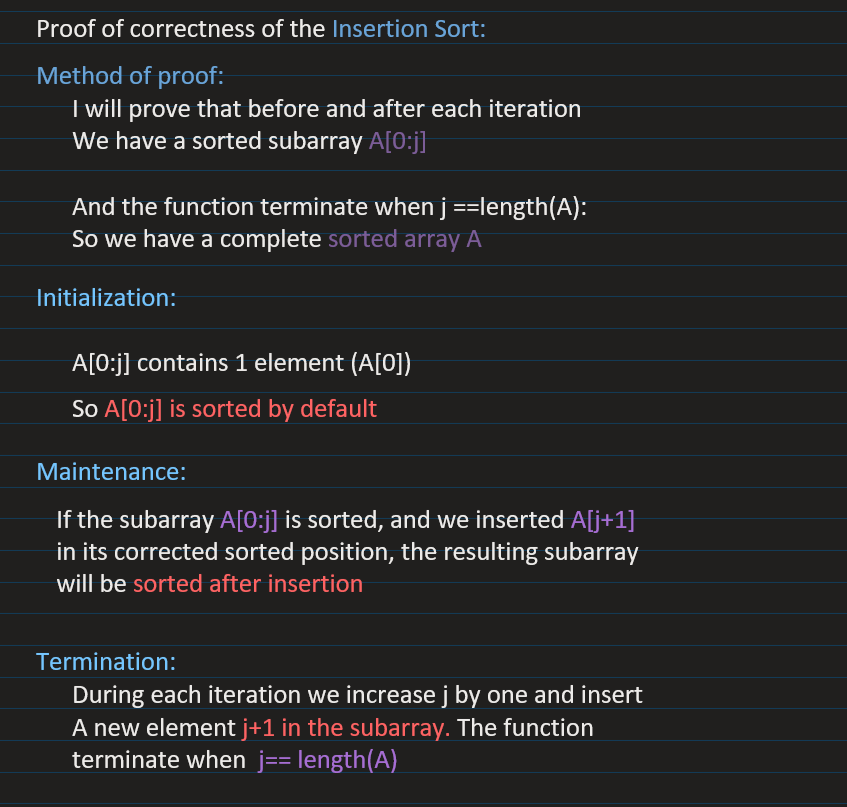 Proof of correctness of the Insertion Sort:
Method of proof:
I will prove that before and after each iteration
We have a sorted subarray A[0:j]
And the function terminate when j ==length(A):
So we have a complete sorted array A
Initialization:
A[0:j] contains 1 element (A[0])
So A[0:j] is sorted by default
Maintenance:
If the subarray A[0:j] is sorted, and we inserted A[j+1]
in its corrected sorted position, the resulting subarray
will be sorted after insertion
Termination:
During each iteration we increase j by one and insert
A new element j+1 in the subarray. The function
terminate when j== length(A)